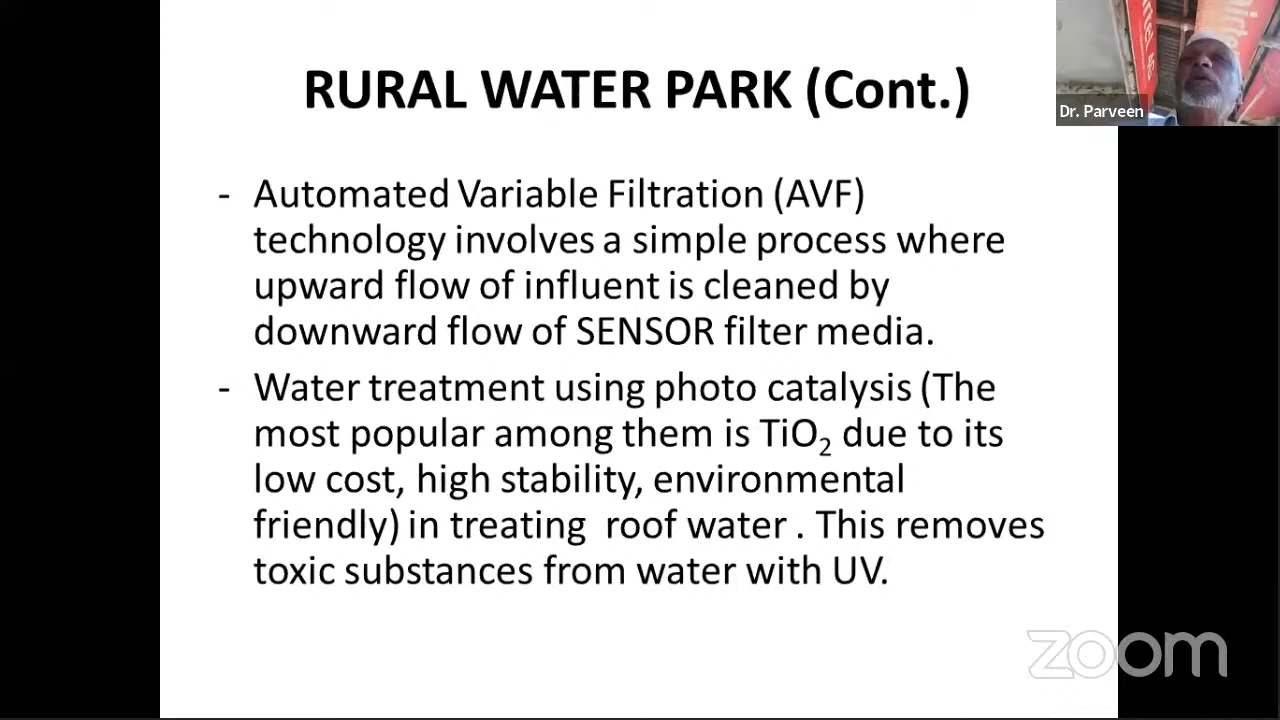 RURAL WATER PARK (Cont.)
Dr. Parveen
- Automated Variable Filtration (AVF)
technology involves a simple process where
upward flow of influent is cleaned by
downward flow of SENSOR filter media.
- Water treatment using photo catalysis (The
most popular among them is TiO₂ due to its
low cost, high stability, environmental
friendly) in treating roof water . This removes
toxic substances from water with UV.
zoom